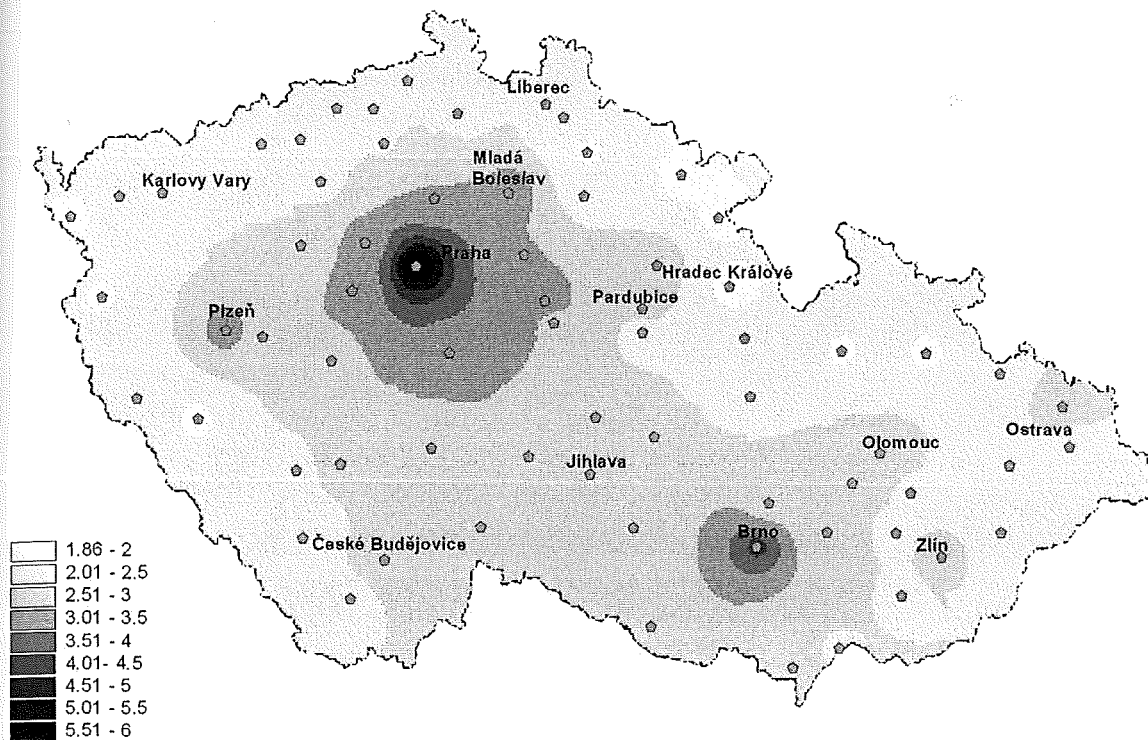 Liberec
Mladá
Boleslav
Karlovy Vary
Praha
Hradec Králové
Pardubice
Plzeň
Ostrava
Olomouc
Jihlava
Brno
České Budějovice
Zlín
1.86 - 2
2.01 - 2.5
2.51 - 3
3.01 - 3.5
3.51 - 4
4.01- 4.5
4.51 - 5
5.01 - 5.5
5.51 - 6